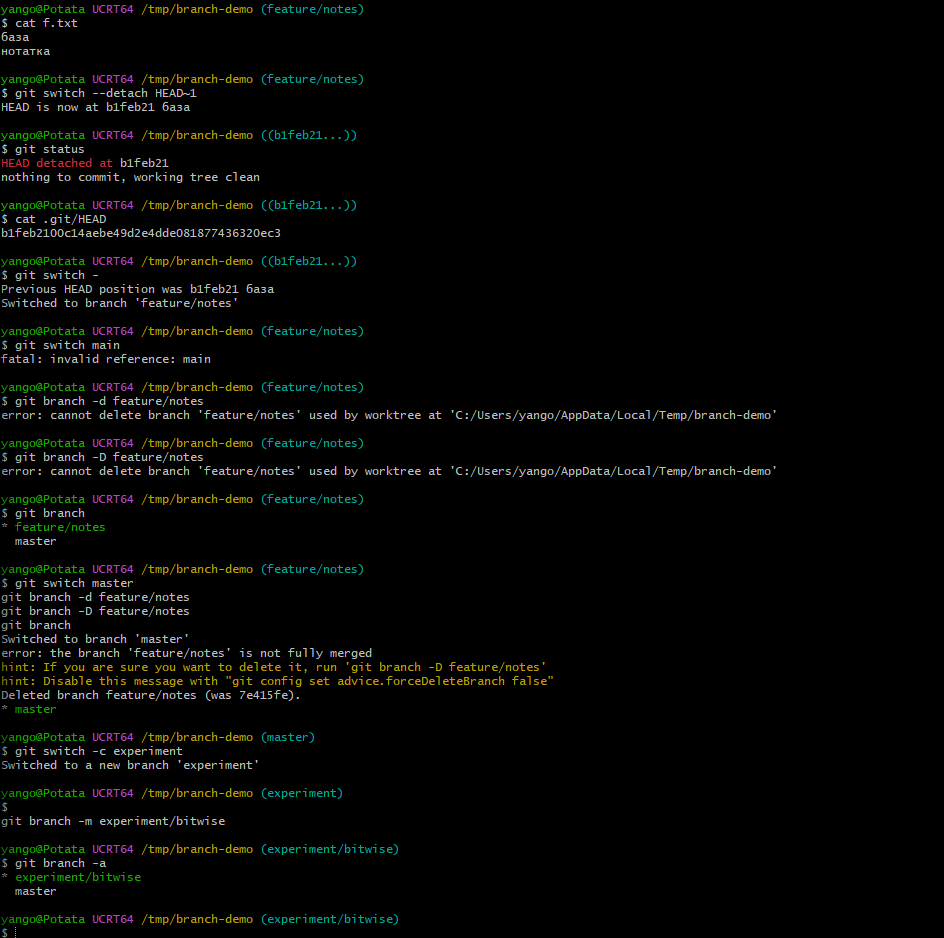 yango@Potata UCRT64 /tmp/branch-demo (feature/notes)
$ cat f.txt
база
нотатка
yango@Potata UCRT64 /tmp/branch-demo (feature/notes)
$ git switch --detach HEAD~1
HEAD is now at b1feb21 база
yango@Potata UCRT64 /tmp/branch-demo ((b1feb21...))
$ git status
HEAD detached at b1feb21
nothing to commit, working tree clean
yango@Potata UCRT64 /tmp/branch-demo ((b1feb21...))
$ cat .git/HEAD
b1feb2100c14aebe49d2e4dde081877436320ec3
yango@Potata UCRT64 /tmp/branch-demo ((b1feb21...))
$ git switch -
Previous HEAD position was b1feb21 база
Switched to branch 'feature/notes'
yango@Potata UCRT64 /tmp/branch-demo (feature/notes)
$ git switch main
fatal: invalid reference: main
yango@Potata UCRT64 /tmp/branch-demo (feature/notes)
$ git branch -d feature/notes
error: cannot delete branch 'feature/notes' used by worktree at 'C:/Users/yango/AppData/Local/Temp/branch-demo'
yango@Potata UCRT64 /tmp/branch-demo (feature/notes)
$ git branch -D feature/notes
error: cannot delete branch 'feature/notes' used by worktree at 'C:/Users/yango/AppData/Local/Temp/branch-demo'
yango@Potata UCRT64 /tmp/branch-demo (feature/notes)
$ git branch
* feature/notes
master
yango@Potata UCRT64 /tmp/branch-demo (feature/notes)
$ git switch master
git branch -d feature/notes
git branch -D feature/notes
git branch
Switched to branch 'master'
error: the branch 'feature/notes' is not fully merged
hint: If you are sure you want to delete it, run 'git branch -D feature/notes'
hint: Disable this message with "git config set advice.forceDeleteBranch false"
Deleted branch feature/notes (was 7e415fe).
* master
yango@Potata UCRT64 /tmp/branch-demo (master)
$ git switch -c experiment
Switched to a new branch 'experiment'
yango@Potata UCRT64 /tmp/branch-demo (experiment)
$
git branch -m experiment/bitwise
yango@Potata UCRT64 /tmp/branch-demo (experiment/bitwise)
$ git branch -a
* experiment/bitwise
master
yango@Potata UCRT64 /tmp/branch-demo (experiment/bitwise)
$